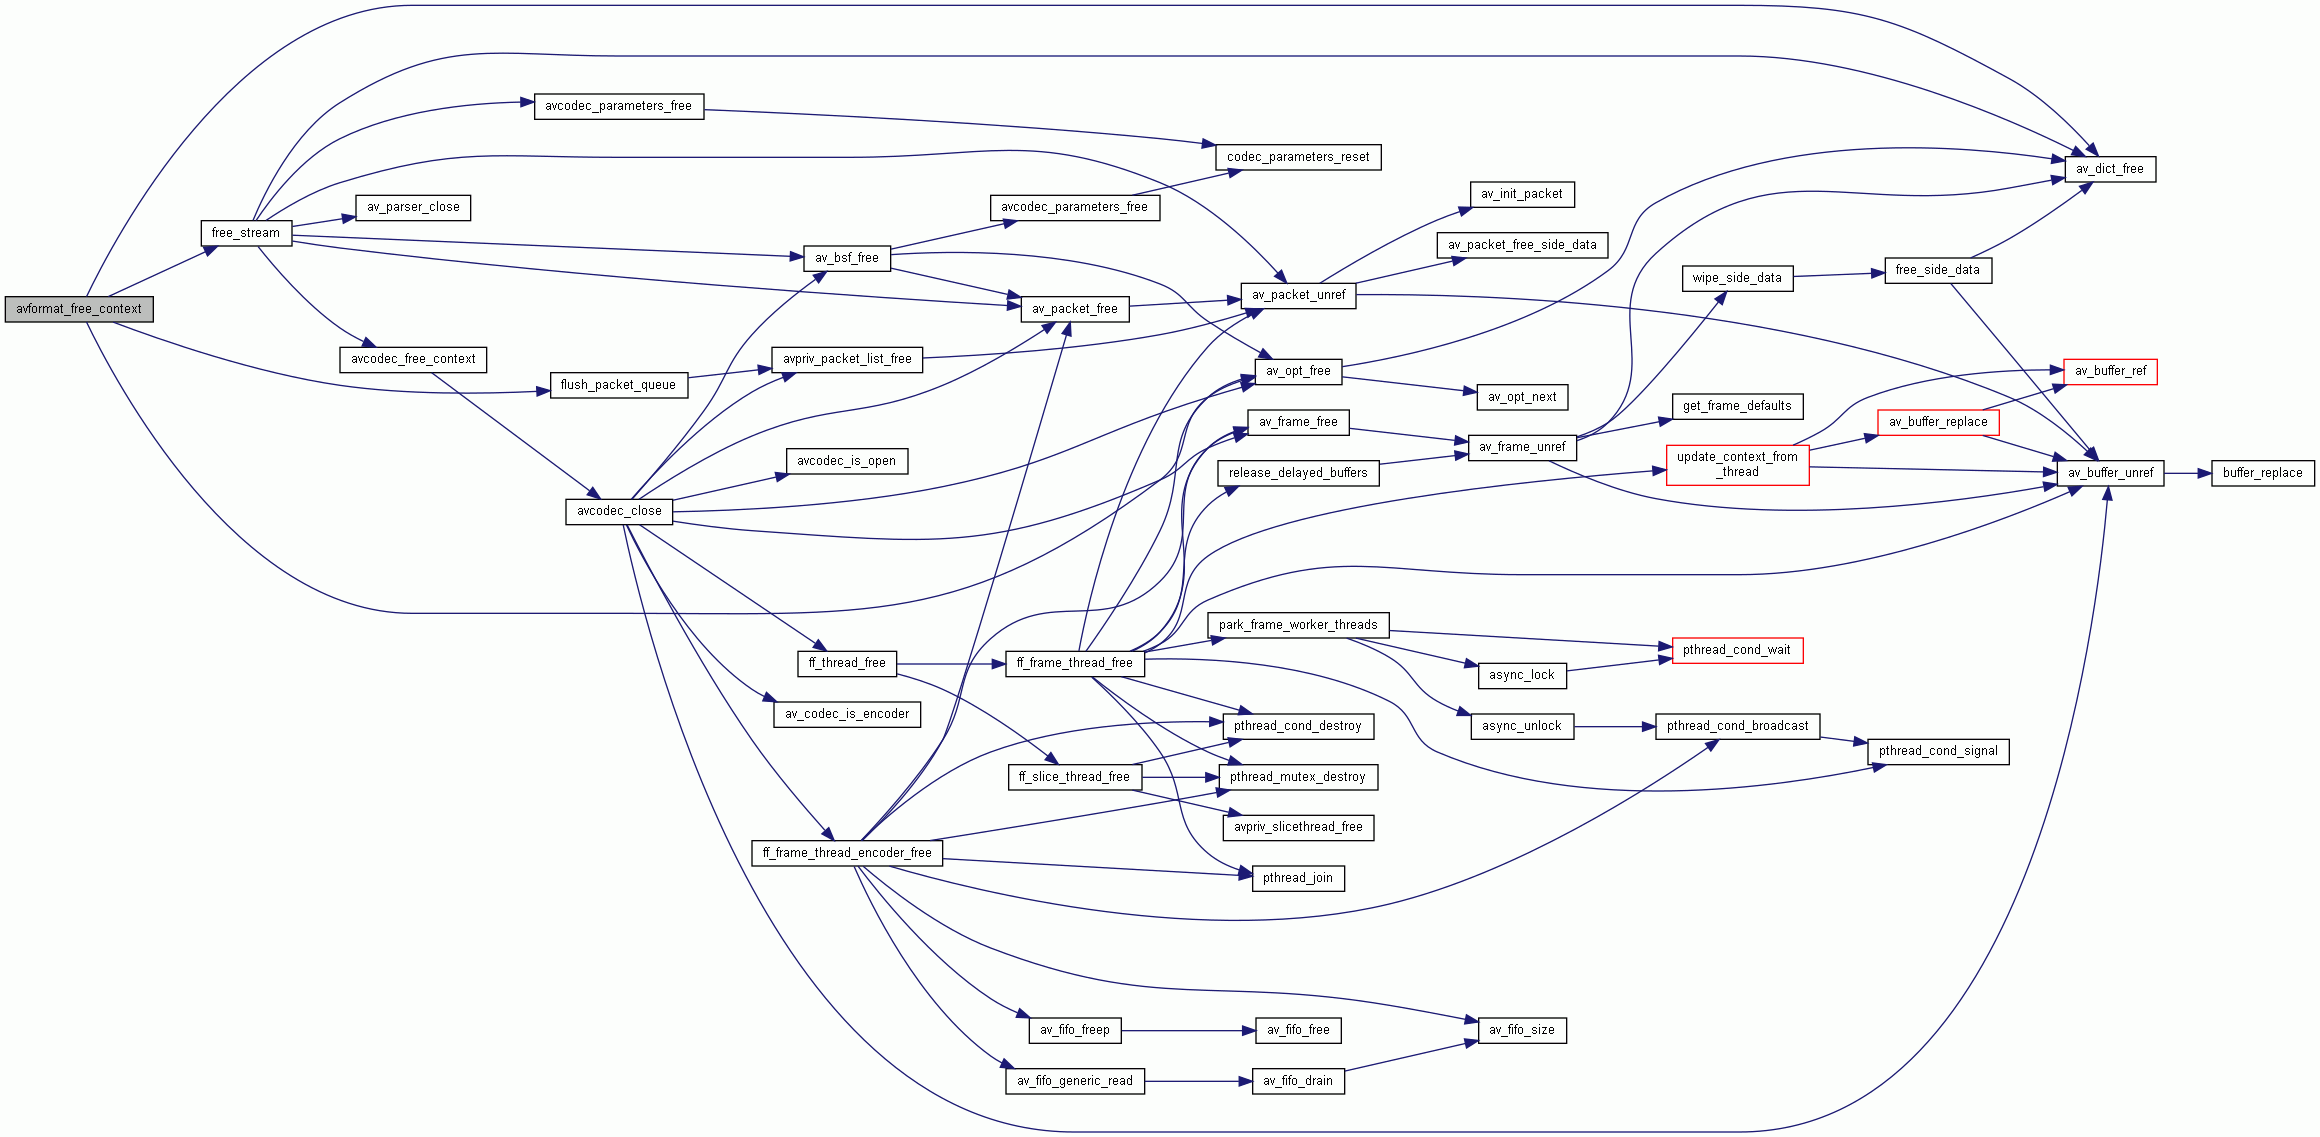 avformat_free_context
free_stream
avcodec_parameters_free
av_parser_close
avcodec_free_context
flush_packet_queue
avcodec_close
av_bsf_free
avpriv_packet_list_free
avcodec_is_open
ff_thread_free
av_codec_is_encoder
ff_frame_thread_encoder_free
avcodec_parameters_free
av_packet_free
ff_frame_thread_free
ff_slice_thread_free
av_fifo_freep
av_fifo_generic_read
codec_parameters_reset
av_packet_unref
av_opt_free
av_frame_free
release_delayed_buffers
park_frame_worker_threads
pthread_cond_destroy
pthread_mutex_destroy
avpriv_slicethread_free
pthread_join
av_fifo_free
av_fifo_drain
av_init_packet
av_packet_free_side_data
av_opt_next
av_frame_unref
async_lock
async_unlock
av_fifo_size
wipe_side_data
get_frame_defaults
update_context_from
_thread
pthread_cond_wait
pthread_cond_broadcast
free_side_data
av_buffer_replace
pthread_cond_signal
av_dict_free
av_buffer_ref
av_buffer_unref
buffer_replace